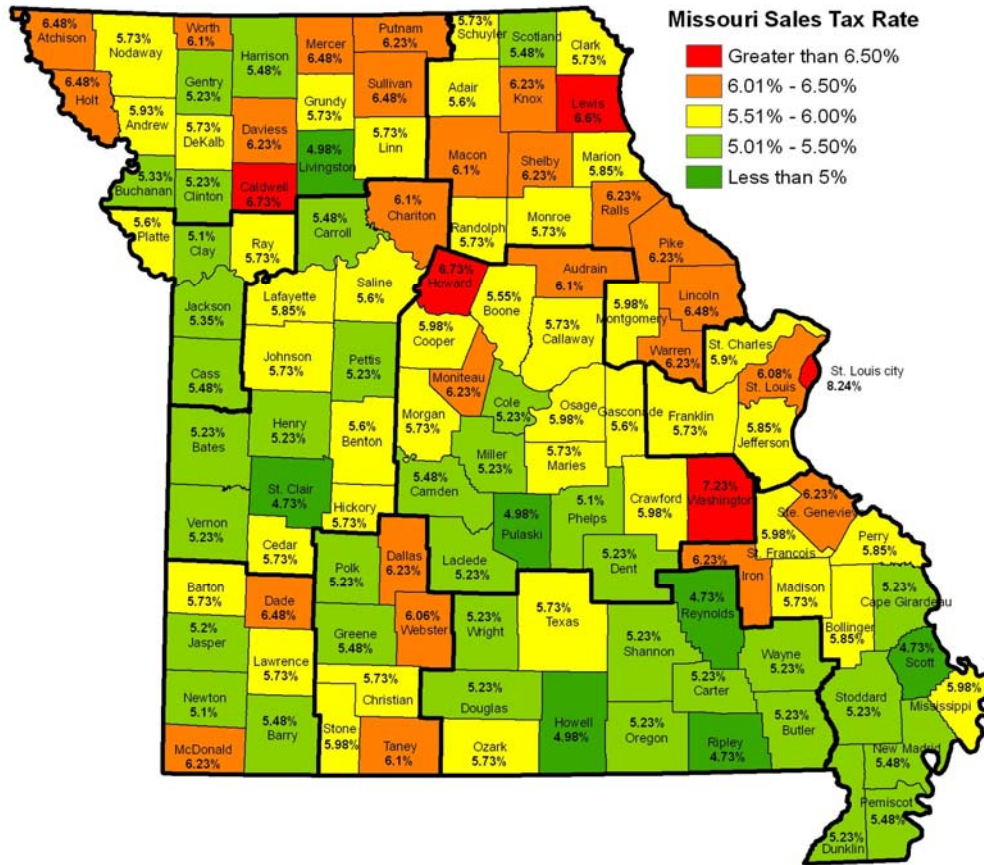 Missouri Sales Tax Rate
Greater than 6.50%
6.01% - 6.50%
5.51% - 6.00%
5.01% - 5.50%
Less than 5%
6.48%
Atchison
5.73%
Nodaway
Worth
6.1%
Harrison
5.48%
Mercer
6.48%
Putnam
6.23%
5.73%
Schuyler
Scotland
5.48%
Clark
5.73%
6.48%
Holt
Gentry
5.23%
Sullivan
6.48%
Adair
5.6%
6.23%
Knox
Lewis
6.6%
5.93%
Andrew
5.73%
DeKalb
Daviess
6.23%
Grundy
5.73%
5.73%
Linn
4.98%
Livingston
Macon
6.1%
Shelby
6.23%
Marion
5.85%
5.33%
Buchanan
5.23%
Clinton
Caldwell
6.73%
6.1%
Chariton
Randolph
5.73%
Monroe
5.73%
6.23%
Ralls
5.6%
Platte
5.1%
Clay
Ray
5.73%
5.48%
Carroll
Pike
6.23%
Jackson
5.35%
Lafayette
5.85%
Saline
5.6%
6.73%
Howard
5.55%
Boone
Audrain
6.1%
5.98%
Montgomery
Lincoln
6.48%
Johnson
5.73%
Pettis
5.23%
5.98%
Cooper
5.73%
Callaway
Warren
6.23%
St. Charles
5.9%
6.08%
St. Louis
St. Louis city
8.24%
Cass
5.48%
Moniteau
6.23%
Cole
5.23%
Osage
5.98%
Gasconade
5.6%
Franklin
5.73%
5.85%
Jefferson
5.23%
Bates
Henry
5.23%
5.6%
Benton
Morgan
5.73%
Miller
5.23%
5.73%
Maries
St. Clair
4.73%
5.48%
Camden
4.98%
Pulaski
5.1%
Phelps
Crawford
5.98%
7.23%
Washington
6.23%
Ste. Genevieve
Vernon
5.23%
Hickory
5.73%
5.98%
St. Francois
Perry
5.85%
Cedar
5.73%
Polk
5.23%
Dallas
6.23%
Laclede
5.23%
5.23%
Dent
6.23%
Iron
Madison
5.73%
5.23%
Cape Girardeau
Barton
5.73%
Dade
6.48%
5.73%
Texas
4.73%
Reynolds
Bollinger
5.85%
5.2%
Jasper
Greene
5.48%
6.06%
Webster
5.23%
Wright
5.23%
Shannon
Wayne
5.23%
4.73%
Scott
Lawrence
5.73%
5.73%
Christian
5.23%
Douglas
5.23%
Carter
Stoddard
5.23%
5.98%
Mississippi
Newton
5.1%
5.48%
Barry
Stone
5.98%
4.98%
Howell
5.23%
Oregon
5.23%
Butler
McDonald
6.23%
Taney
6.1%
Ozark
5.73%
Ripley
4.73%
New Madrid
5.48%
Pemiscot
5.48%
5.23%
Dunklin